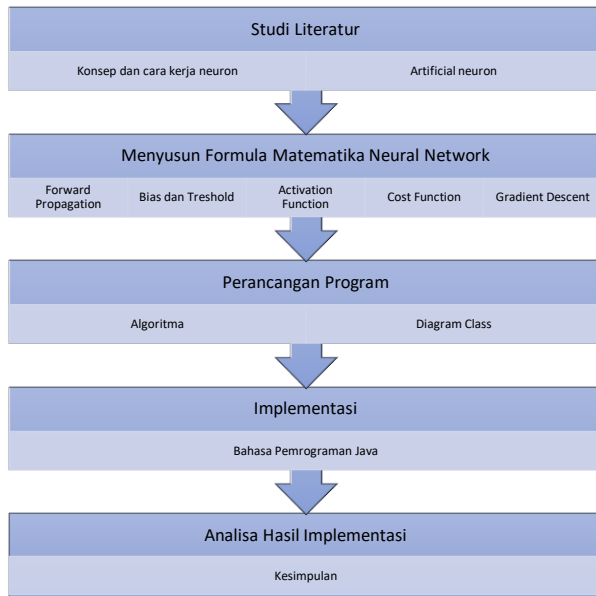 Studi Literatur
Konsep dan cara kerja neuron
Artificial neuron
Menyusun Formula Matematika Neural Network
Forward
Propagation
Bias dan Treshold
Activation
Function
Cost Function
Gradient Descent
Perancangan Program
Algoritma
Diagram Class
Implementasi
Bahasa Pemrograman Java
Analisa Hasil Implementasi
Kesimpulan